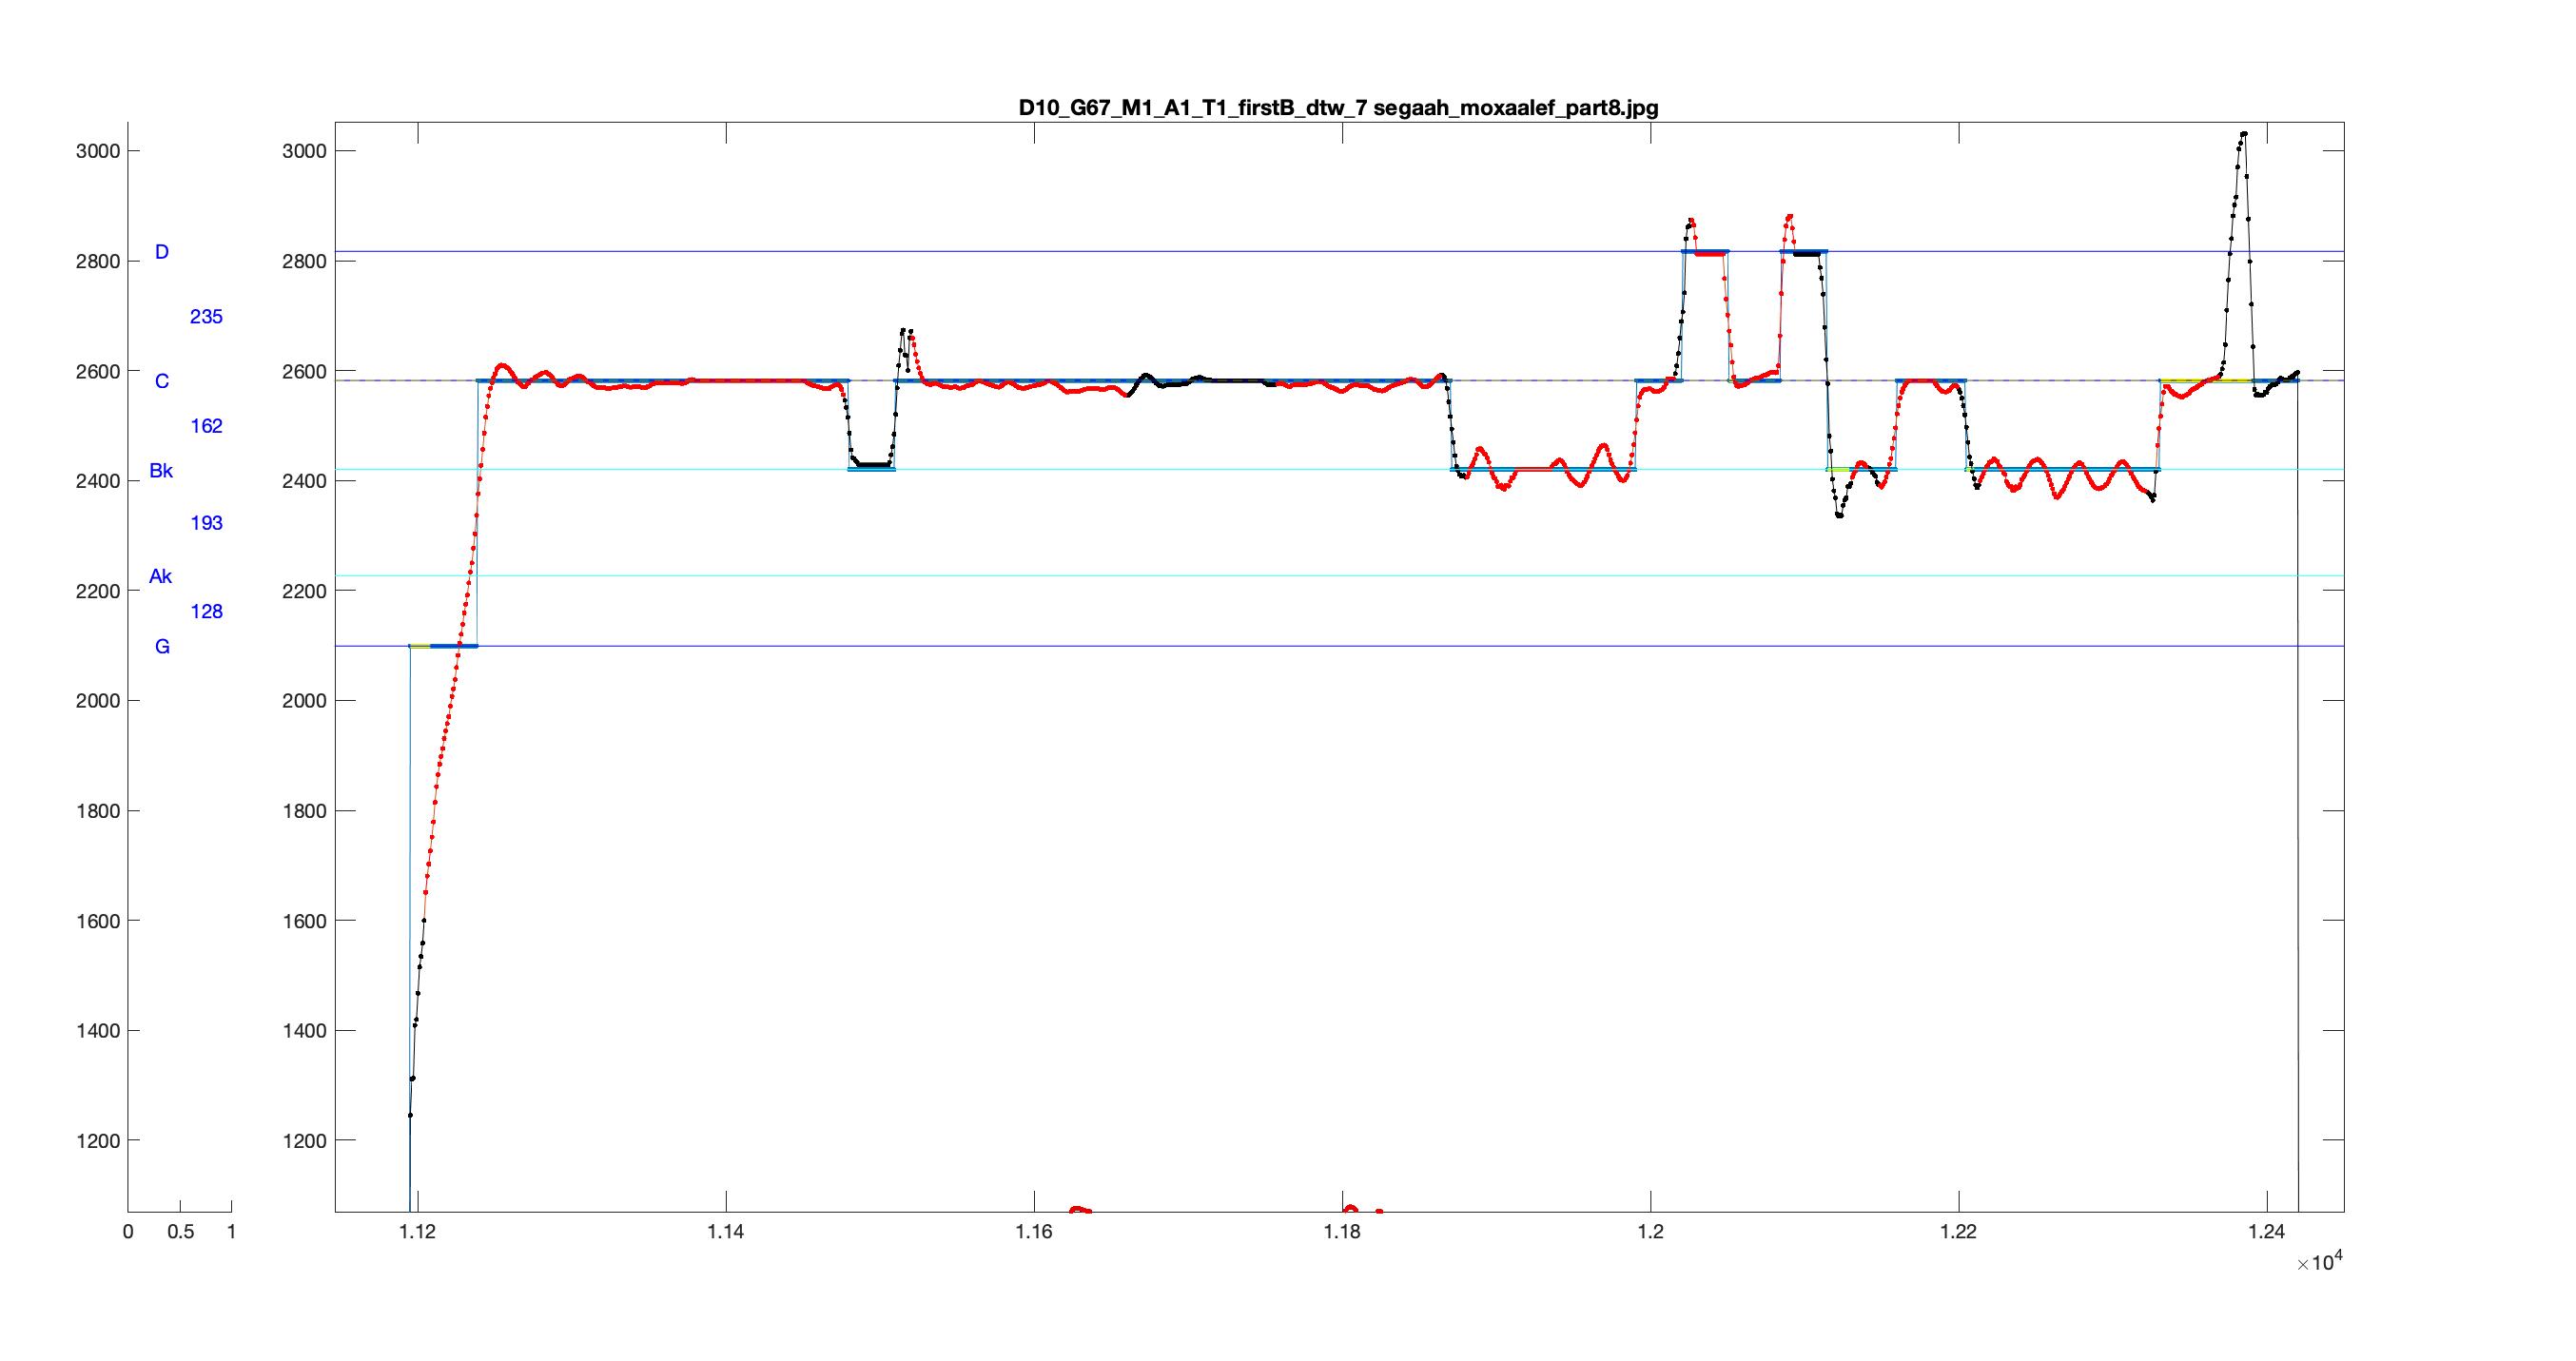 D10_G67_M1_A1_T1_firstB_dtw_7 segaah_moxaalef_part8.jpg
3000 3000
D
2800 2800
235
2600 C 2600
162
Bk
2400 2400
193
Ak
2200 2200
128
G
2000 2000
1800 1800
1600 1600
1400 1400
1200 1200
0 0.5 1 1.12 1.14 1.16 1.18 1.2 1.22 1.24
×10^4